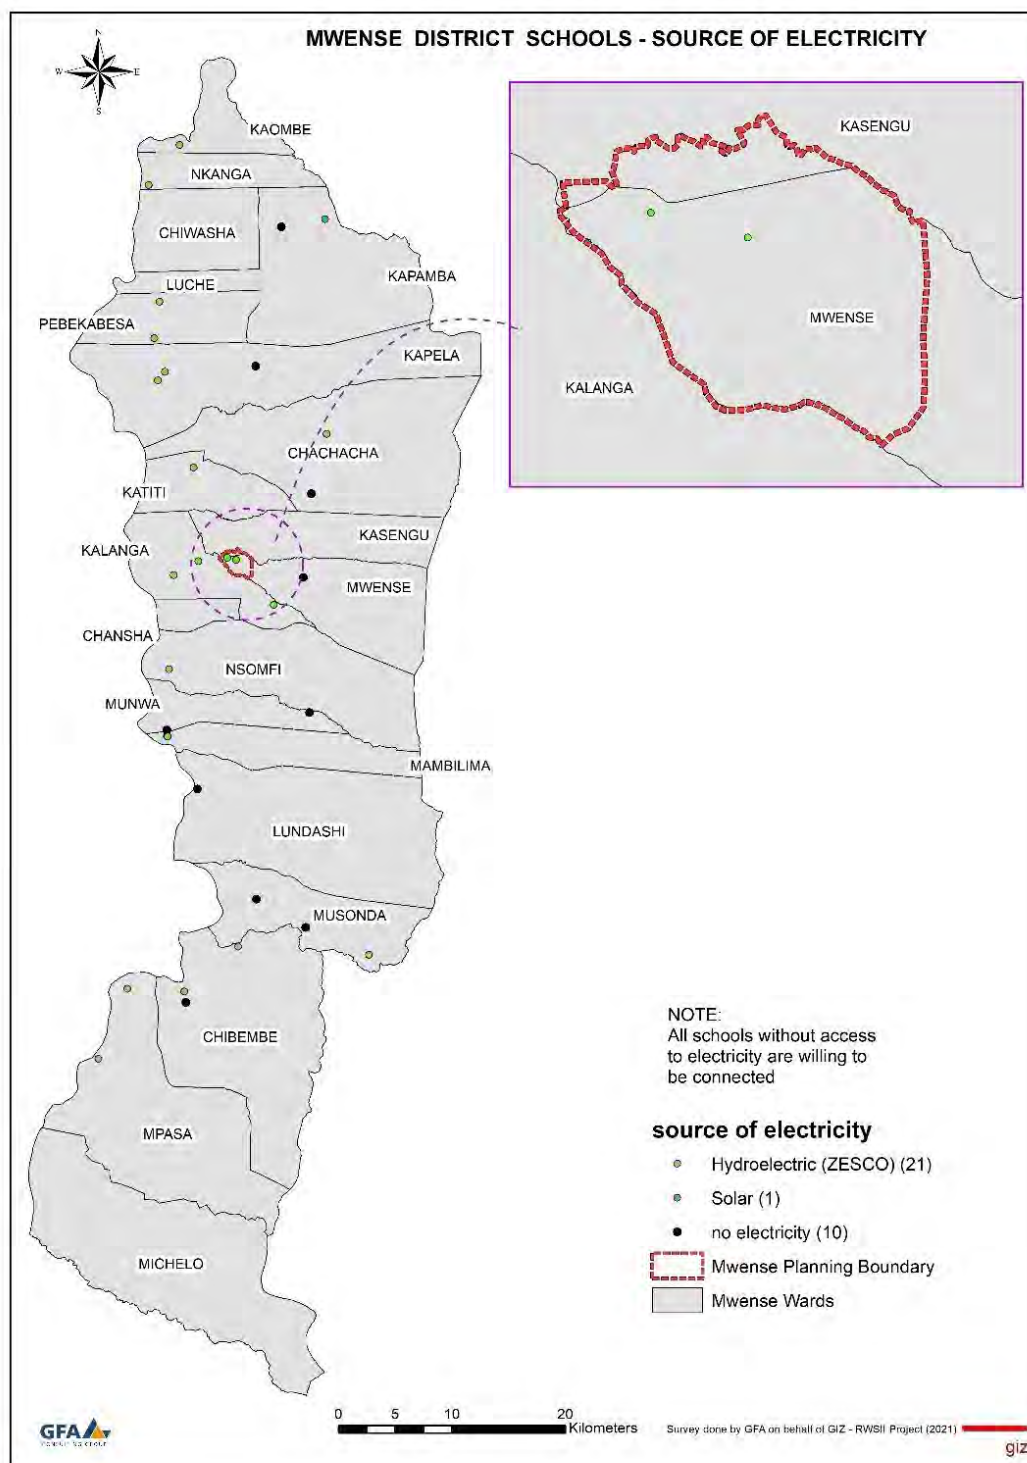 MWENSE DISTRICT SCHOOLS - SOURCE OF ELECTRICITY
N
W
E
S
KAOMBE
NKANGA
CHIWASHA
KAPAMBA
LUCHE
PEBEKABESA
KAPELA
CHACHACHA
KATITI
KASENGU
KALANGA
MWENSE
CHANSHA
NSOMFI
MUNWA
MAMBILIMA
LUNDASHI
MUSONDA
CHIBEMBE
MPASA
MICHELO
KASENGU
MWENSE
KALANGA
NOTE:
All schools without access
to electricity are willing to
be connected
source of electricity
Hydroelectric (ZESCO) (21)
Solar (1)
no electricity (10)
Mwense Planning Boundary
Mwense Wards
GFA
CONSULTING GROUP
0 5 10 20
Kilometers
Survey done by GFA on behalf of GIZ - RWSII Project (2021)
giz